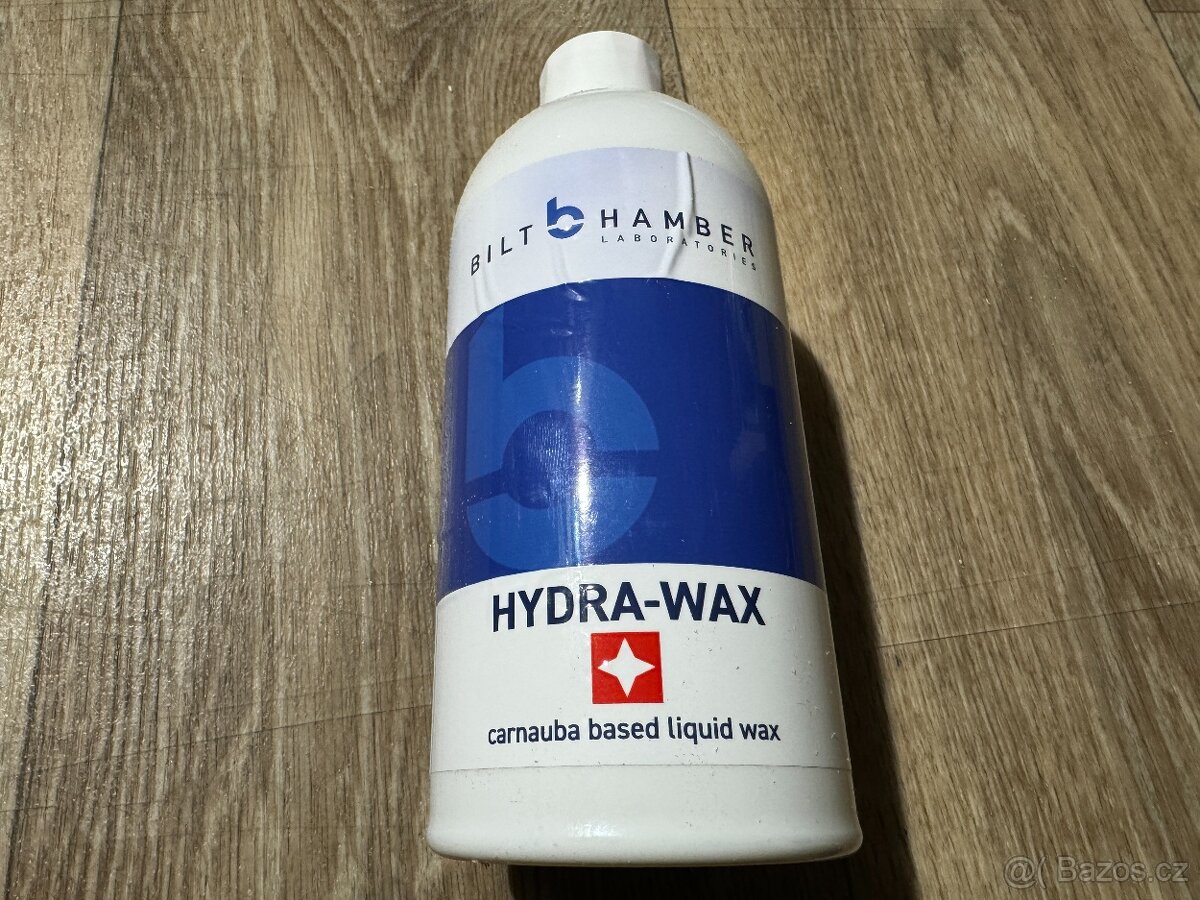 BILT b HAMBER
LABORATORIES
HYDRA-WAX
carnauba based liquid wax
@( Bazos.cz